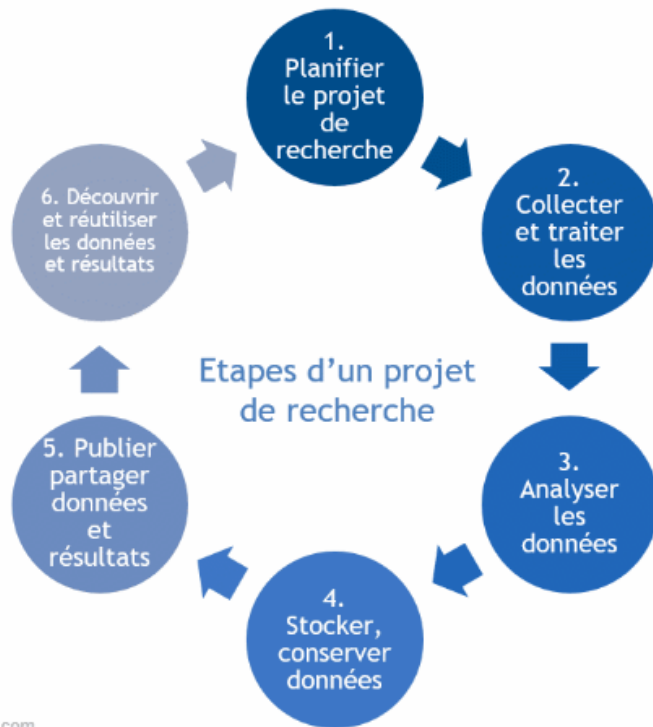 1.
Planifier
le projet
de
recherche
2.
Collecter
et traiter
les
données
3.
Analyser
les
données
4.
Stocker,
conserver
données
5. Publier
partager
données
et
résultats
6. Découvrir
et réutiliser
les données
et résultats
Etapes d'un projet
de recherche
.com